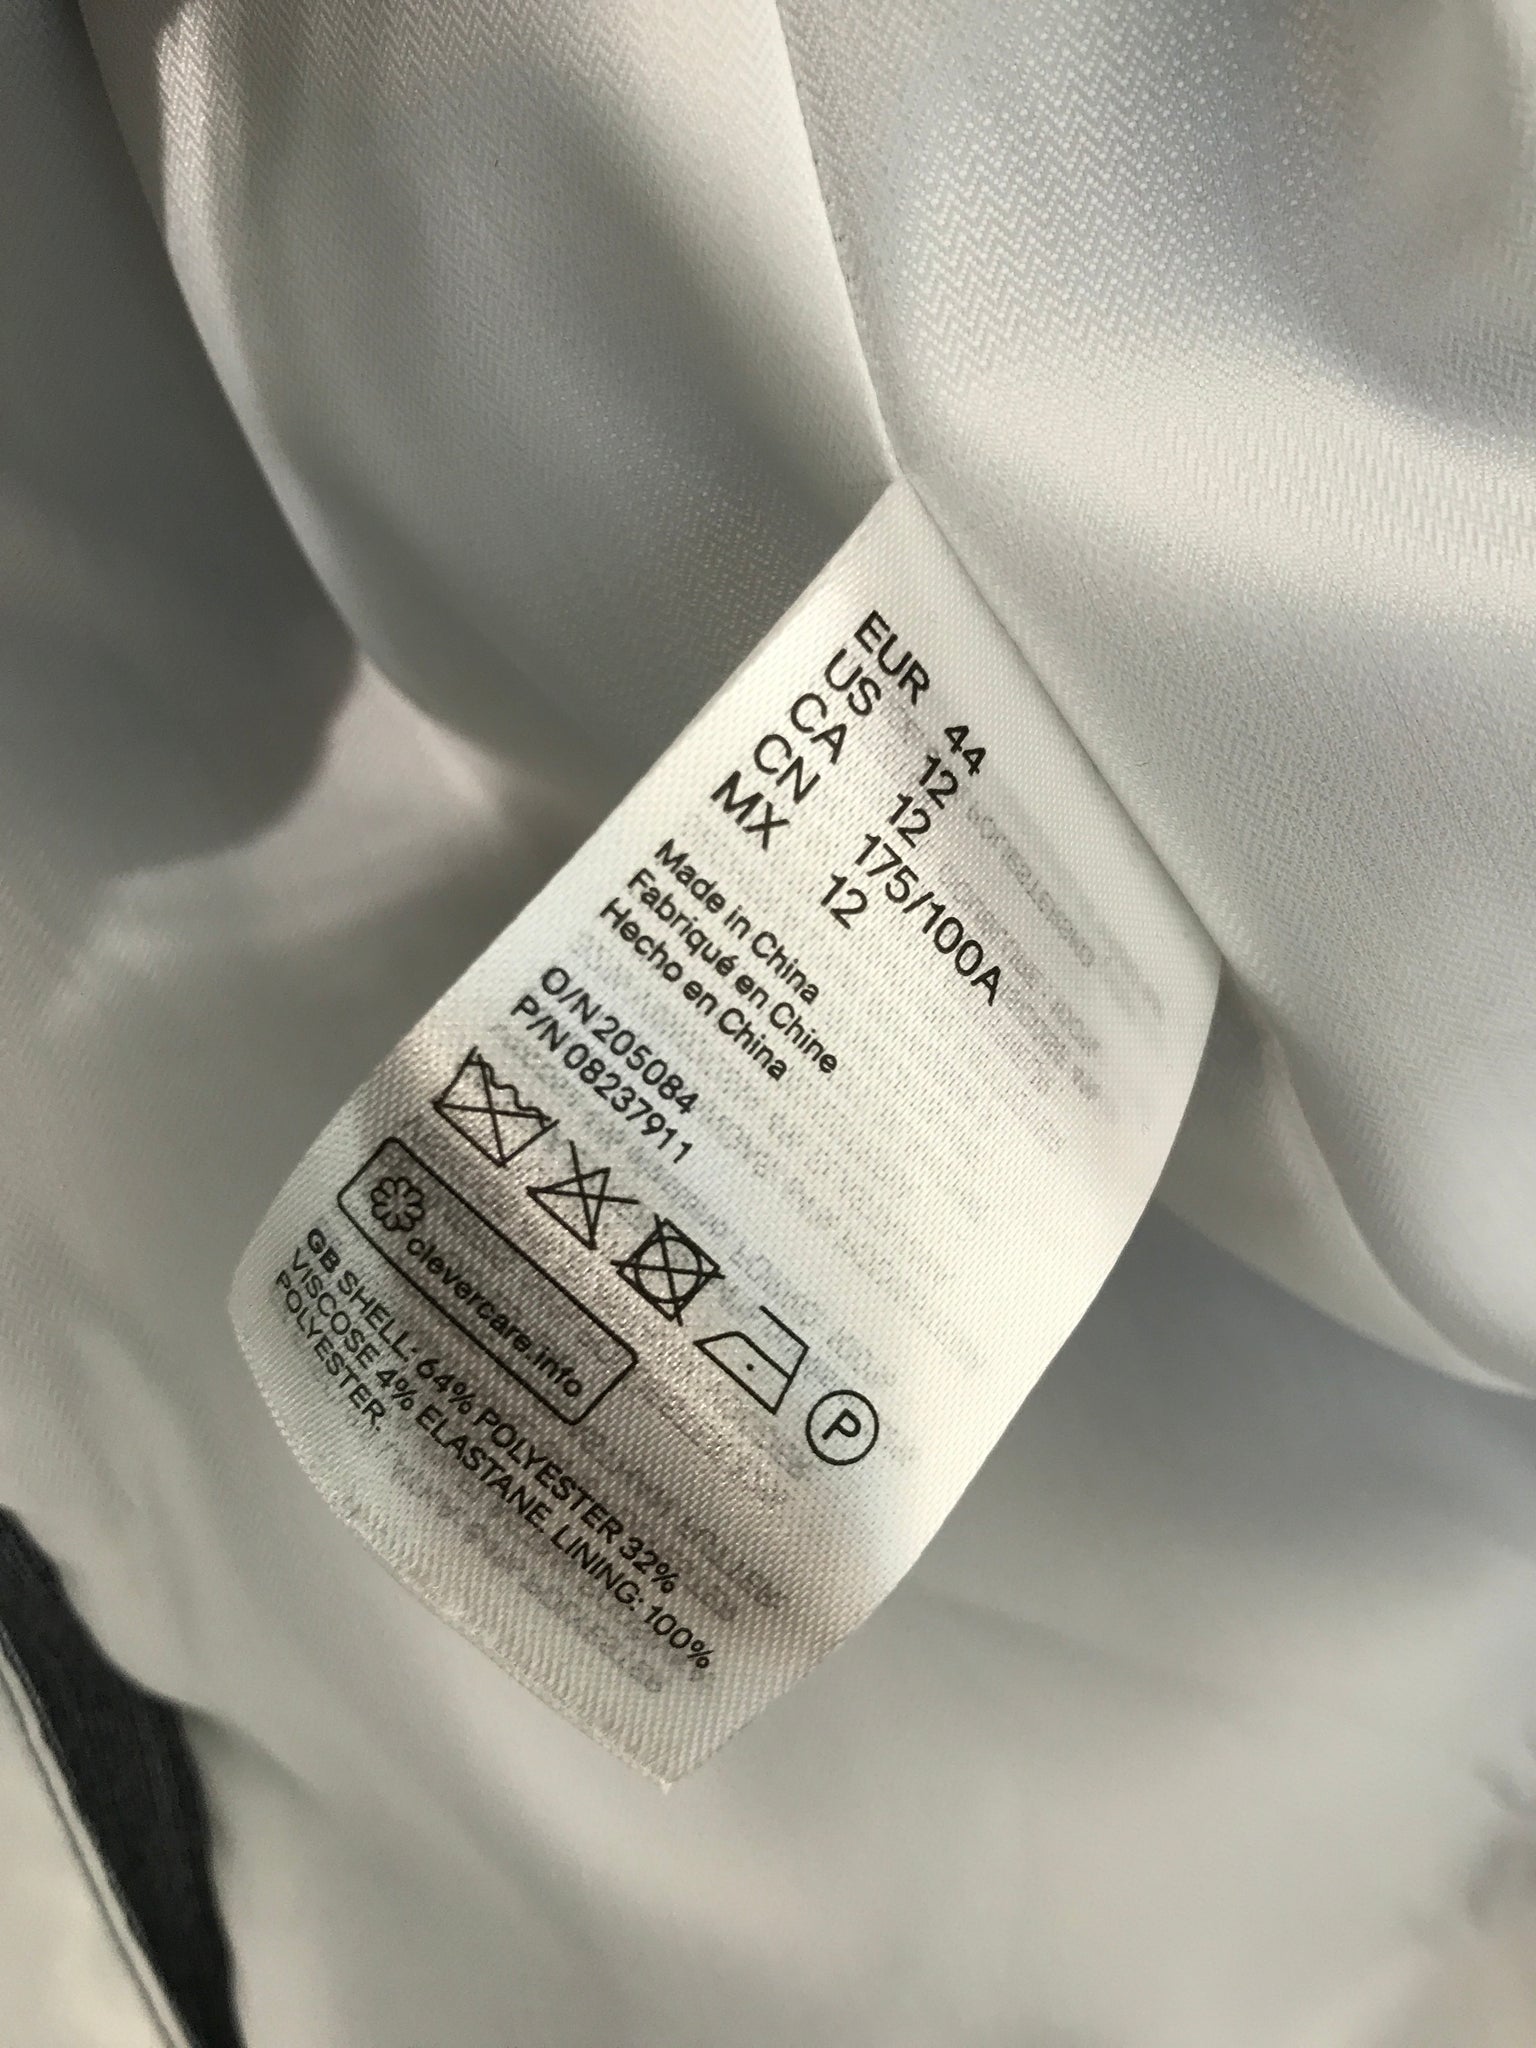 EUR 44
US 12
CA 12
CN 175/100A
MX 12
Made in China
Fabriqué en Chine
Hecho en China
O/N 205084
P/N 08237911
P
clevercare.info
GB SHELL: 64% POLYESTER 32%
VISCOSE 4% ELASTANE. LINING: 100%
POLYESTER.